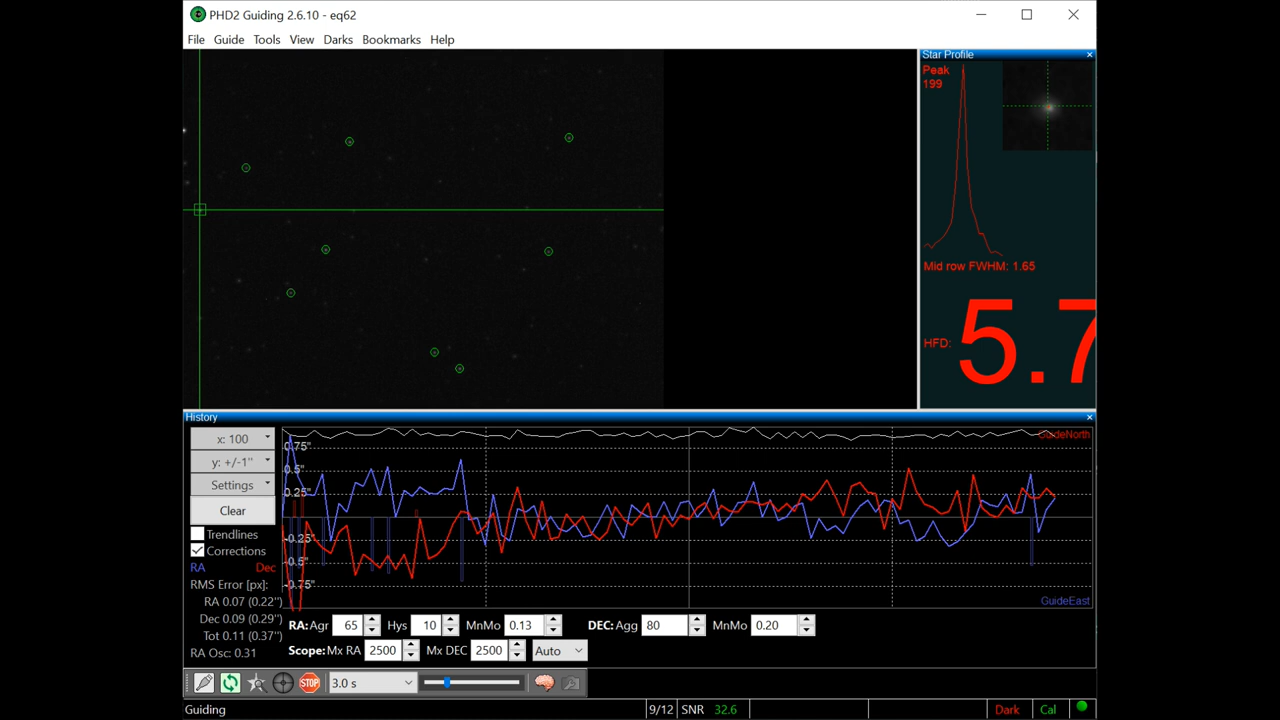 PHD2 Guiding 2.6.10 - eq62
File Guide Tools View Darks Bookmarks Help
Star Profile
Peak
199
Mid row FWHM: 1.65
HFD: 5.7
History
x: 100
y: +/-1"
Settings
Clear
Trendlines
Corrections
RA Dec
RMS Error [px]:
RA 0.07 (0.22")
Dec 0.09 (0.29")
Tot 0.11 (0.37")
RA Osc: 0.31
GuideNorth
0.75"
0.5"
0.25"
-0.25"
-0.5"
-0.75"
GuideEast
RA: Agr 65 Hys 10 MnMo 0.13 DEC: Agg 80 MnMo 0.20
Scope: Mx RA 2500 Mx DEC 2500 Auto
STOP 3.0 s
Guiding 9/12 SNR 32.6 Dark Cal